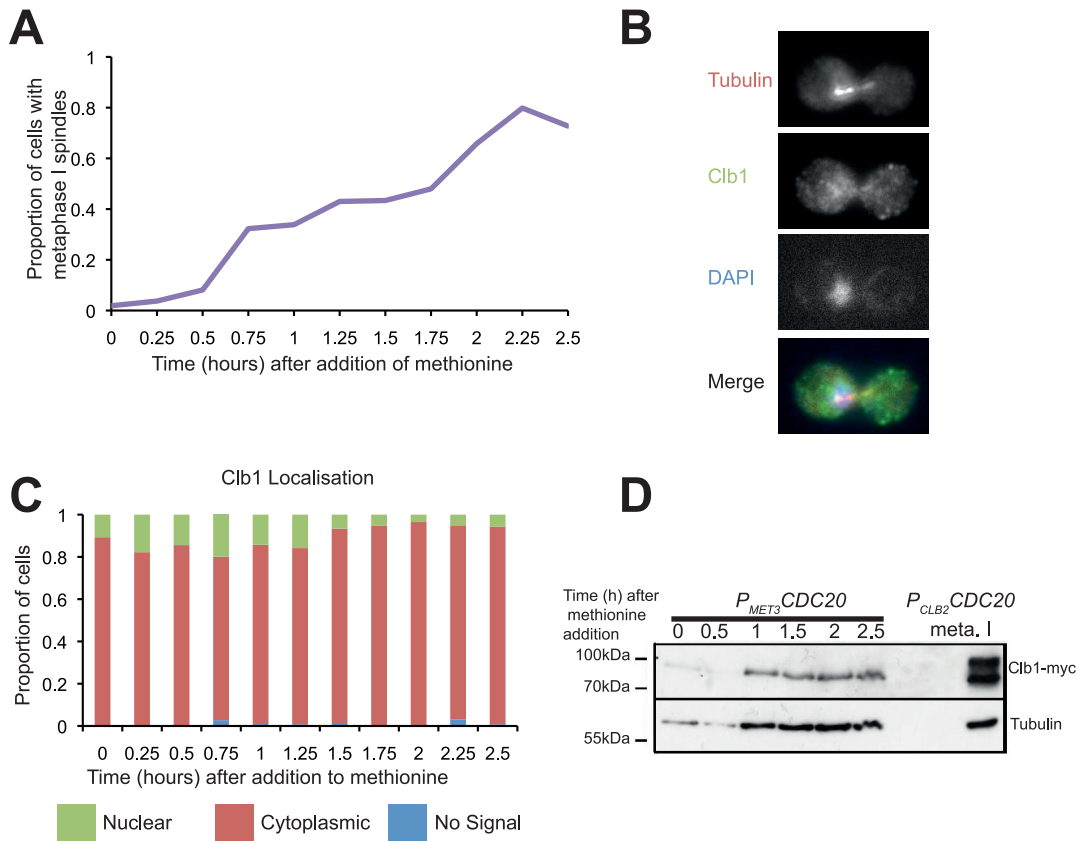 A
Proportion of cells with
metaphase I spindles
1
0.8
0.6
0.4
0.2
0
0 0.25 0.5 0.75 1 1.25 1.5 1.75 2 2.25 2.5
Time (hours) after addition of methionine
B
Tubulin
Clb1
DAPI
Merge
C
Clb1 Localisation
Proportion of cells
1
0.8
0.6
0.4
0.2
0
0 0.25 0.5 0.75 1 1.25 1.5 1.75 2 2.25 2.5
Time (hours) after addition to methionine
Nuclear Cytoplasmic No Signal
D
Time (h) after
methionine
addition
PMET3CDC20 PCLB2CDC20
0 0.5 1 1.5 2 2.5 meta. I
100kDa
70kDa
Clb1-myc
55kDa
Tubulin